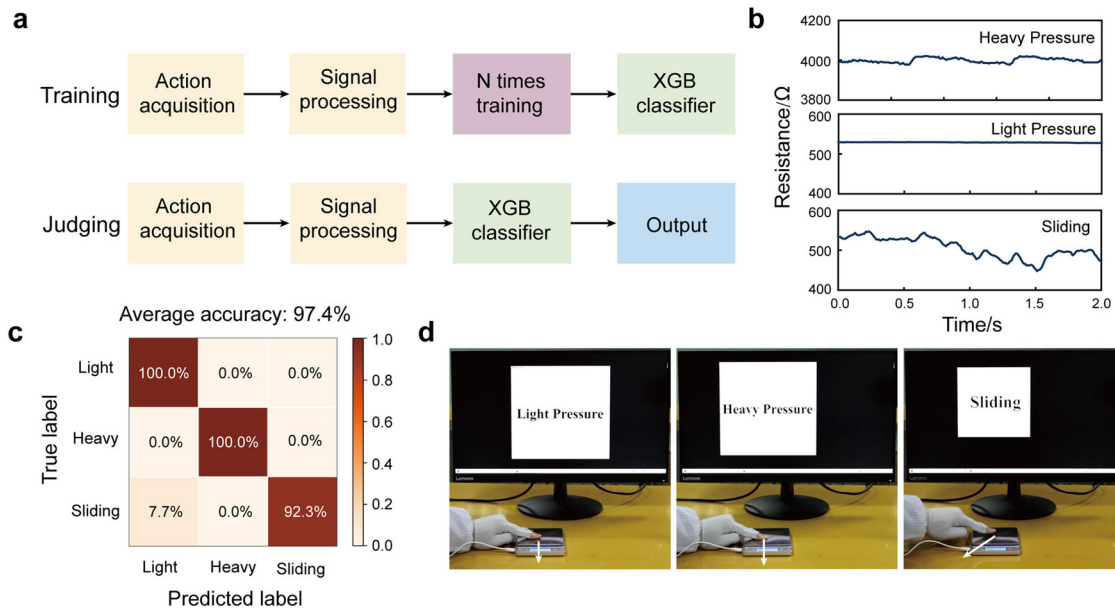 a
Training
Action
acquisition
Signal
processing
N times
training
XGB
classifier
Judging
Action
acquisition
Signal
processing
XGB
classifier
Output
b
Resistance/Ω
4200
4000
3800
Heavy Pressure
600
500
400
Light Pressure
600
500
400
Sliding
0.0 0.5 1.0 1.5 2.0
Time/s
c
Average accuracy: 97.4%
True label
Light
100.0% 0.0% 0.0%
Heavy
0.0% 100.0% 0.0%
Sliding
7.7% 0.0% 92.3%
Light Heavy Sliding
Predicted label
1.0
0.8
0.6
0.4
0.2
0.0
d
Light Pressure
Lenovo
Heavy Pressure
Lenovo
Sliding
Lenovo